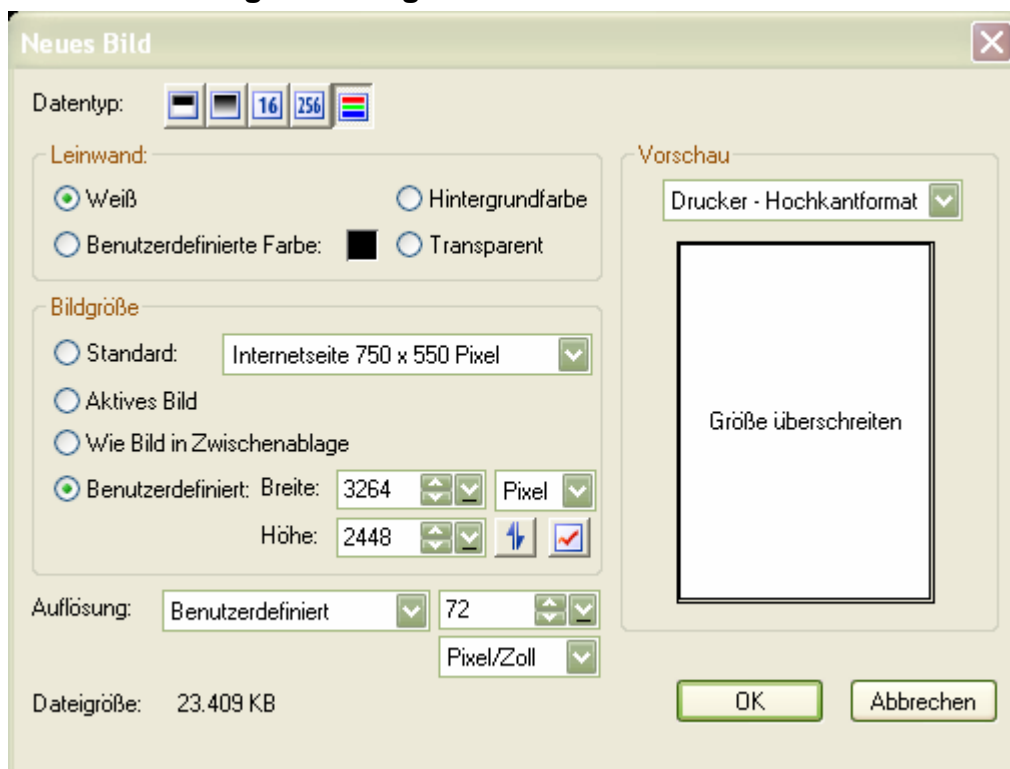 Neues Bild
Datentyp:
16 256
Leinwand:
Weiß
Hintergrundfarbe
Benutzerdefinierte Farbe:
Transparent
Bildgröße
Standard:
Internetseite 750 x 550 Pixel
Aktives Bild
Wie Bild in Zwischenablage
Benutzerdefiniert: Breite: 3264 Pixel
Höhe: 2448
Auflösung: Benutzerdefiniert 72
Pixel/Zoll
Dateigröße: 23.409 KB
Vorschau
Drucker - Hochkantformat
Größe überschreiten
OK
Abbrechen